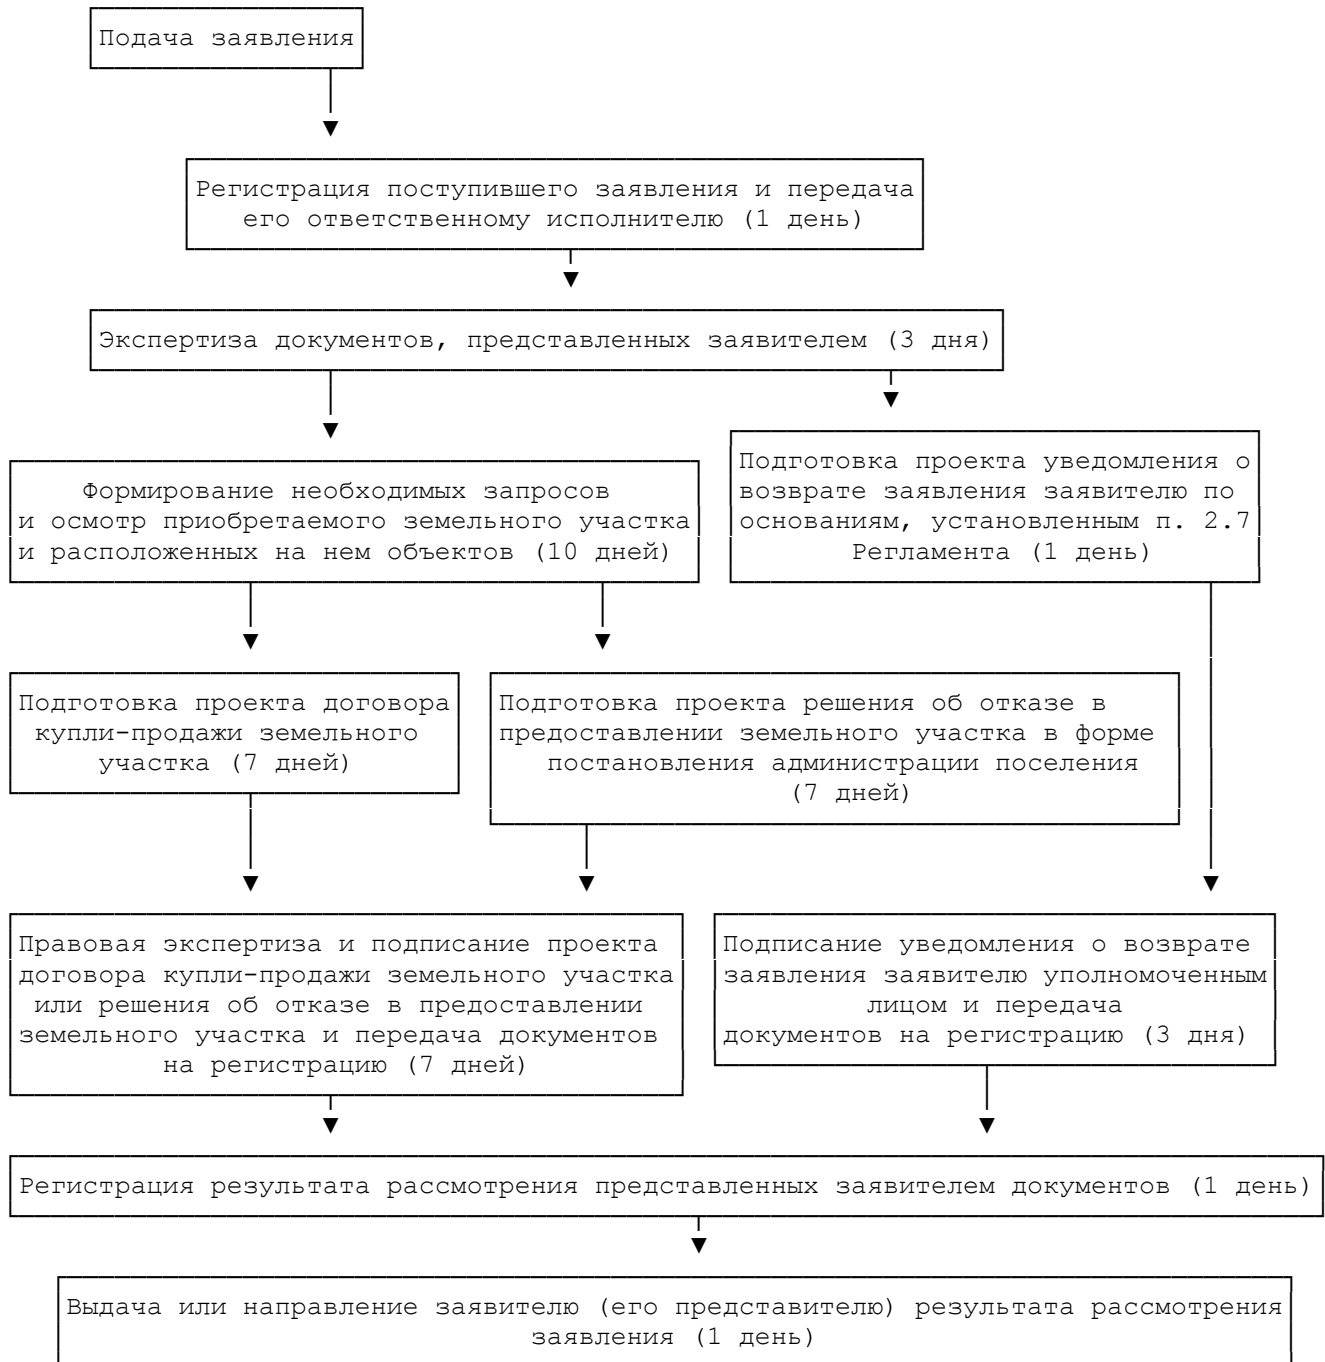 Подача заявления
Регистрация поступившего заявления и передача
его ответственному исполнителю (1 день)
Экспертиза документов, представленных заявителем (3 дня)
Формирование необходимых запросов
и осмотр приобретаемого земельного участка
и расположенных на нем объектов (10 дней)
Подготовка проекта уведомления о
возврате заявления заявителю по
основаниям, установленным п. 2.7
Регламента (1 день)
Подготовка проекта договора
купли-продажи земельного
участка (7 дней)
Подготовка проекта решения об отказе в
предоставлении земельного участка в форме
постановления администрации поселения
(7 дней)
Правовая экспертиза и подписание проекта
договора купли-продажи земельного участка
или решения об отказе в предоставлении
земельного участка и передача документов
на регистрацию (7 дней)
Подписание уведомления о возврате
заявления заявителю уполномоченным
лицом и передача
документов на регистрацию (3 дня)
Регистрация результата рассмотрения представленных заявителем документов (1 день)
Выдача или направление заявителю (его представителю) результата рассмотрения
заявления (1 день)